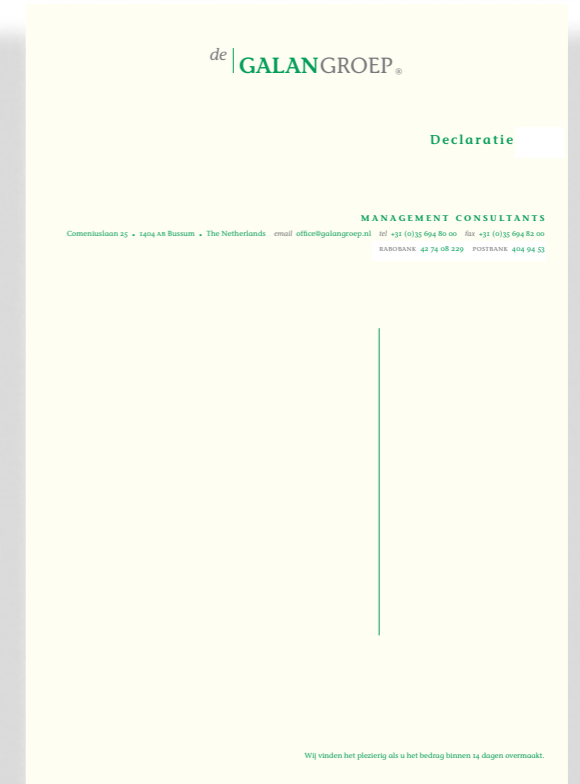 de GALANGROEP®
Declaratie
MANAGEMENT CONSULTANTS
Comeniuslaan 25 • 1404 AB Bussum • The Netherlands email office@galangroep.nl tel +31 (0)35 694 80 00 fax +31 (0)35 694 82 00
RABOBANK 42 74 08 229 POSTBANK 404 94 53
Wij vinden het plezierig als u het bedrag binnen 14 dagen overmaakt.